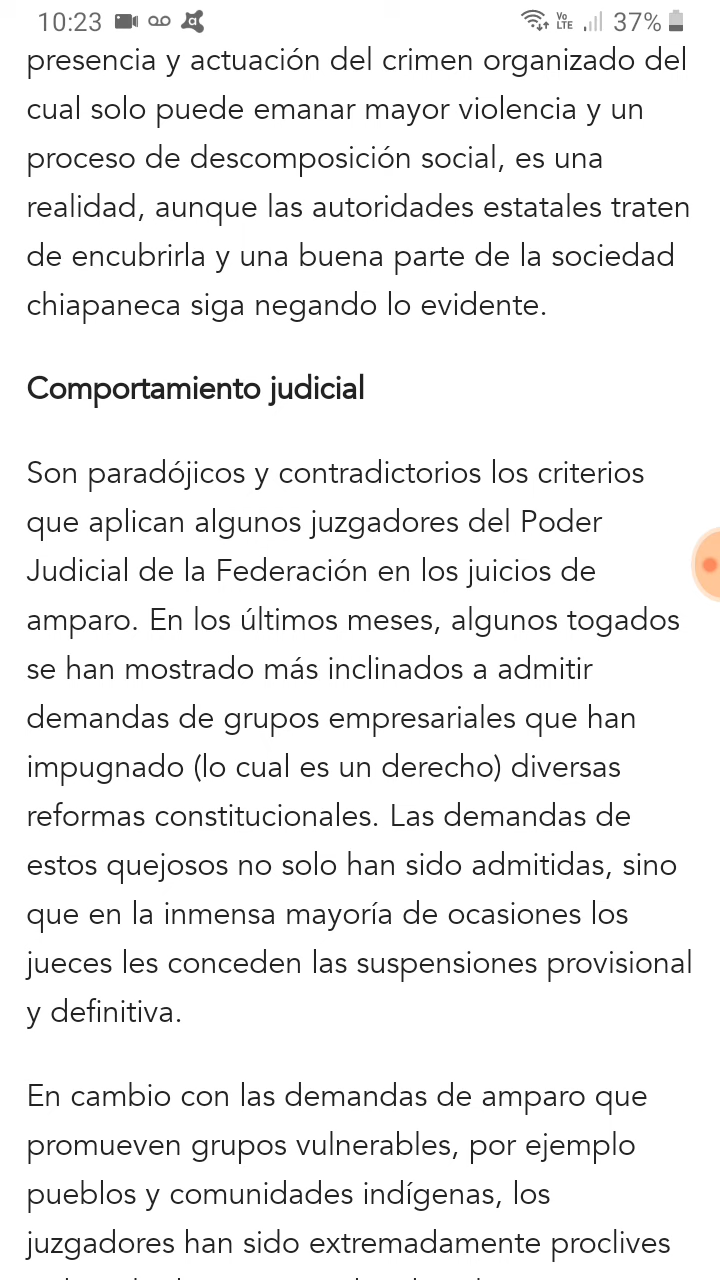 10:23 Vo LTE 37%
presencia y actuación del crimen organizado del
cual solo puede emanar mayor violencia y un
proceso de descomposición social, es una
realidad, aunque las autoridades estatales traten
de encubrirla y una buena parte de la sociedad
chiapaneca siga negando lo evidente.
Comportamiento judicial
Son paradójicos y contradictorios los criterios
que aplican algunos juzgadores del Poder
Judicial de la Federación en los juicios de
amparo. En los últimos meses, algunos togados
se han mostrado más inclinados a admitir
demandas de grupos empresariales que han
impugnado (lo cual es un derecho) diversas
reformas constitucionales. Las demandas de
estos quejosos no solo han sido admitidas, sino
que en la inmensa mayoría de ocasiones los
jueces les conceden las suspensiones provisional
y definitiva.
En cambio con las demandas de amparo que
promueven grupos vulnerables, por ejemplo
pueblos y comunidades indígenas, los
juzgadores han sido extremadamente proclives